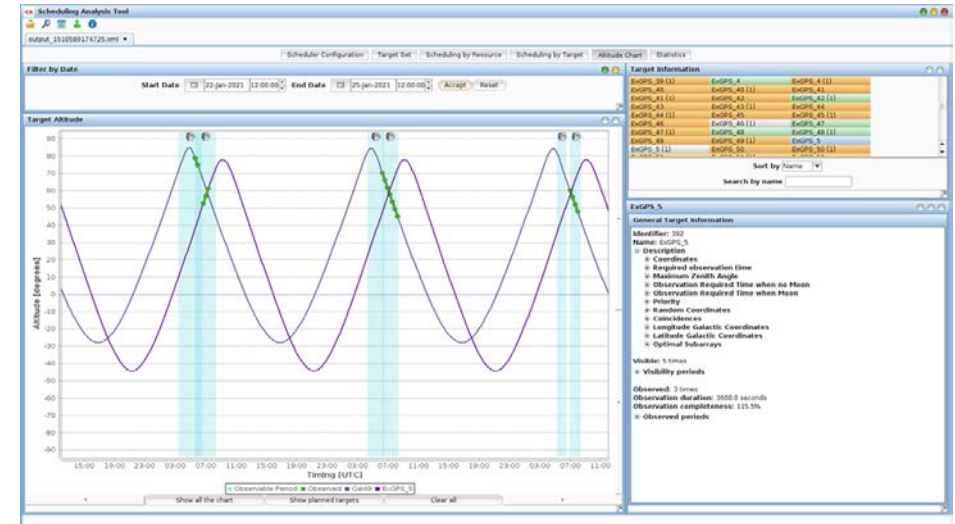 Scheduling Analysis Tool
output_1510589174725.xml
Scheduler Configuration Target Set Scheduling by Resource Scheduling by Target Altitude Chart Statistics
Filter by Date
Start Date 22-Jan-2021 12:00:00 End Date 25-Jan-2021 12:00:00 Accept Reset
Target Altitude
90
80
70
60
50
40
30
20
10
0
-10
-20
-30
-40
-50
-60
-70
-80
-90
Altitude [degrees]
15:00 19:00 23:00 03:00 07:00 11:00 15:00 19:00 23:00 03:00 07:00 11:00 15:00 19:00 23:00 03:00 07:00 11:00
Timing [UTC]
Observable Period Observed Gal49 ExGPS_5
Show all the chart Show planned targets Clear all
Target Information
ExGPS_39 (1) ExGPS_4 ExGPS_4 (1)
ExGPS_40 ExGPS_40 (1) ExGPS_41
ExGPS_41 (1) ExGPS_42 ExGPS_42 (1)
ExGPS_43 ExGPS_43 (1) ExGPS_44
ExGPS_44 (1) ExGPS_45 ExGPS_45 (1)
ExGPS_46 ExGPS_46 (1) ExGPS_47
ExGPS_47 (1) ExGPS_48 ExGPS_48 (1)
ExGPS_49 ExGPS_49 (1) ExGPS_5
ExGPS_5 (1) ExGPS_50 ExGPS_50 (1)
Sort by Name
Search by name
ExGPS_5
General Target Information
Identifier: 392
Name: ExGPS_5
Description
Coordinates
Required observation time
Maximum Zenith Angle
Observation Required Time when no Moon
Observation Required Time when Moon
Priority
Random Coordinates
Coincidences
Longitude Galactic Coordinates
Latitude Galactic Coordinates
Optimal Subarrays
Visible: 5 times
Visibility periods
Observed: 3 times
Observation duration: 3600.0 seconds
Observation completeness: 115.5%
Observed periods